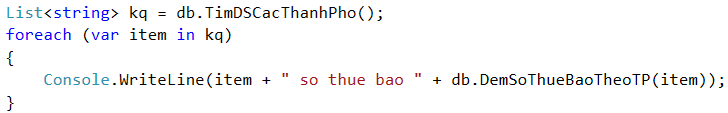 List<string> kq = db.TimDSCacThanhPho();
foreach (var item in kq)
{
    Console.WriteLine(item + " so thue bao " + db.DemSoThueBaoTheoTP(item));
}